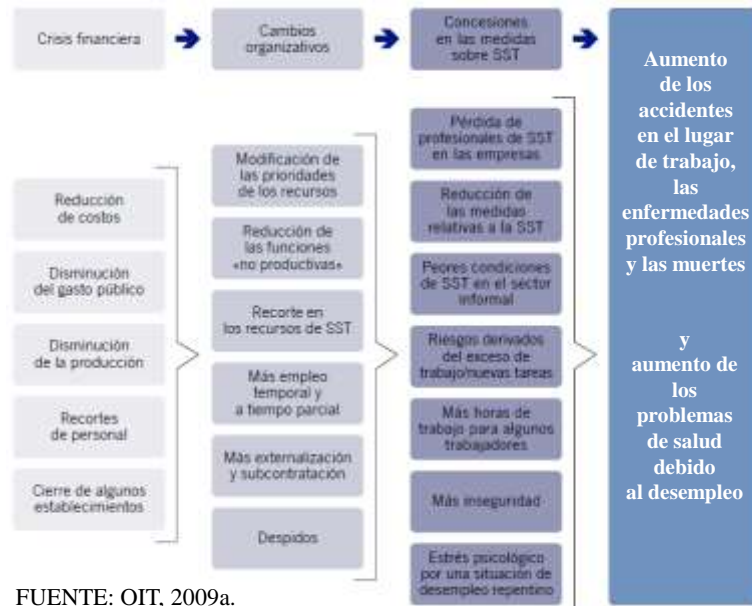 Crisis financiera
Cambios
organizativos
Concesiones
en las medidas
sobre SST
Reducción
de costos
Disminución
del gasto público
Disminución
de la producción
Recortes
de personal
Cierre de algunos
establecimientos
Modificación de
las prioridades
de los recursos
Reducción de
las funciones
«no productivas»
Recorte en
los recursos de SST
Más empleo
temporal y
a tiempo parcial
Más externalización
y subcontratación
Despidos
Pérdida de
profesionales de SST
en las empresas
Reducción de
las medidas
relativas a la SST
Peores condiciones
de SST en el sector
informal
Riesgos derivados
del exceso de
trabajo/nuevas tareas
Más horas de
trabajo para algunos
trabajadores
Más inseguridad
Estrés psicológico
por una situación de
desempleo repentino
Aumento
de los
accidentes
en el lugar
de trabajo,
las
enfermedades
profesionales
y las muertes
y
aumento de
los
problemas
de salud
debido
al desempleo
FUENTE: OIT, 2009a.